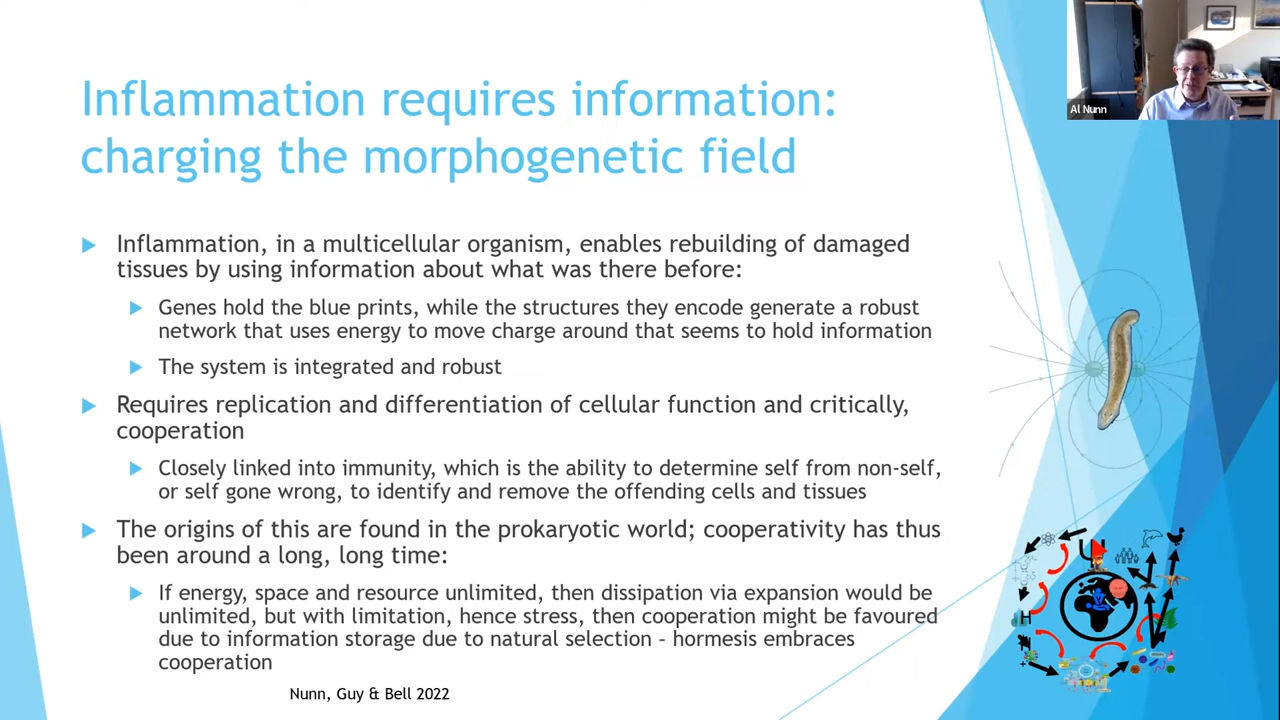 Al Nunn
Inflammation requires information:
charging the morphogenetic field
Inflammation, in a multicellular organism, enables rebuilding of damaged
tissues by using information about what was there before:
Genes hold the blue prints, while the structures they encode generate a robust
network that uses energy to move charge around that seems to hold information
The system is integrated and robust
Requires replication and differentiation of cellular function and critically,
cooperation
Closely linked into immunity, which is the ability to determine self from non-self,
or self gone wrong, to identify and remove the offending cells and tissues
The origins of this are found in the prokaryotic world; cooperativity has thus
been around a long, long time:
If energy, space and resource unlimited, then dissipation via expansion would be
unlimited, but with limitation, hence stress, then cooperation might be favoured
due to information storage due to natural selection – hormesis embraces
cooperation
Nunn, Guy & Bell 2022
Ψ
H